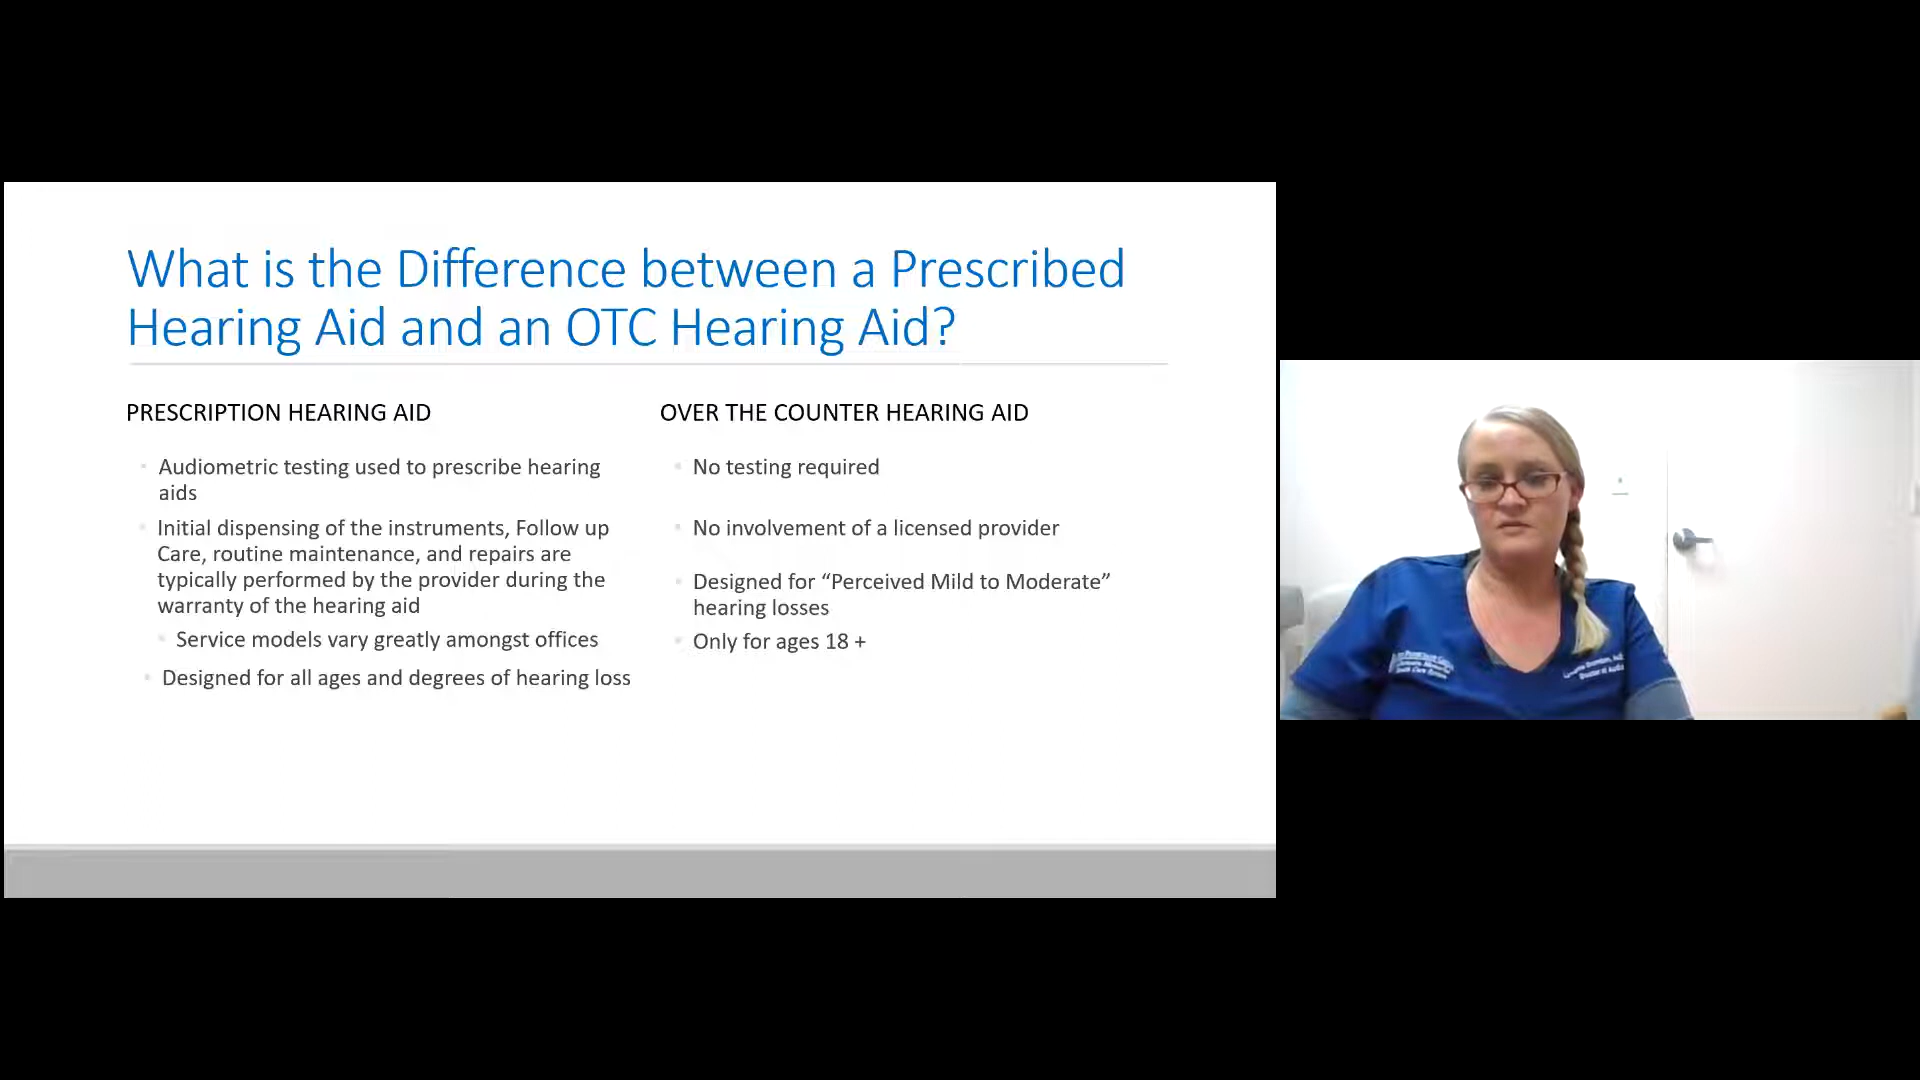 What is the Difference between a Prescribed
Hearing Aid and an OTC Hearing Aid?
PRESCRIPTION HEARING AID
Audiometric testing used to prescribe hearing
aids
Initial dispensing of the instruments, Follow up
Care, routine maintenance, and repairs are
typically performed by the provider during the
warranty of the hearing aid
Service models vary greatly amongst offices
Designed for all ages and degrees of hearing loss
OVER THE COUNTER HEARING AID
No testing required
No involvement of a licensed provider
Designed for “Perceived Mild to Moderate”
hearing losses
Only for ages 18 +